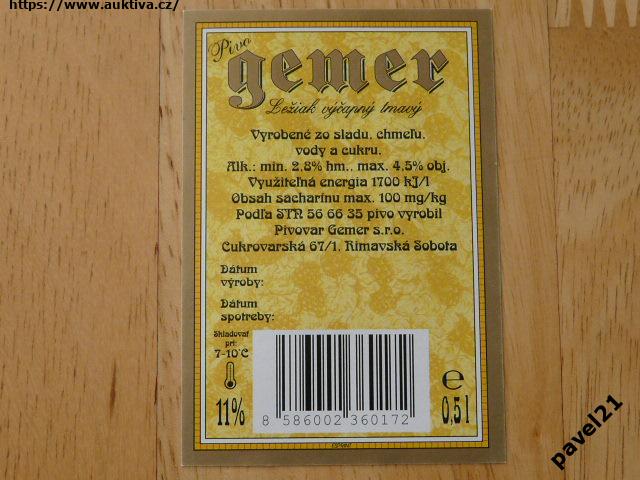 https://www.auktiva.cz/
Pivo
gemer
Ležiak výčapný tmavý
Vyrobené zo sladu, chmeľu,
vody a cukru.
Alk.: min. 2,8% hm., max. 4,5% obj.
Využiteľná energia 1700 kJ/l
Obsah sacharínu max. 100 mg/kg
Podľa STN 56 66 35 pivo vyrobil
Pivovar Gemer s.r.o.
Cukrovarská 67/1, Rimavská Sobota
Dátum
výroby:
Dátum
spotreby:
Skladovať
pri:
7-10°C
11%
8 586002 360172
e
0,5 l
pavel21